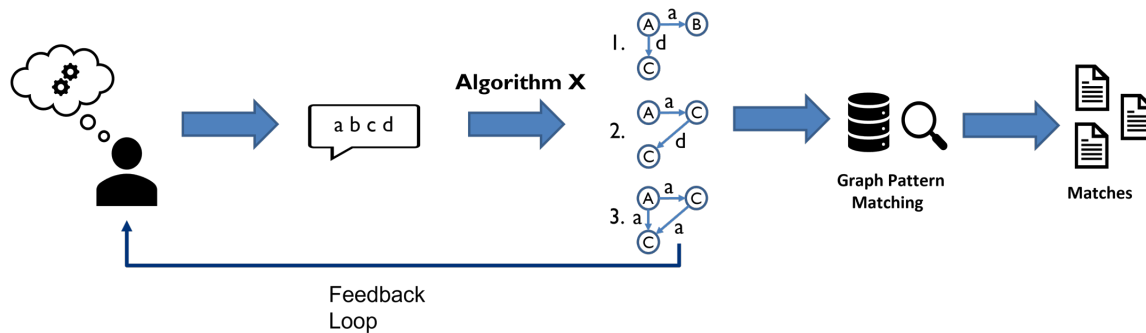 a b c d
Algorithm X
1.
A a B
d
C
2.
A a C
d
C
3.
A a C
a a
C
Graph Pattern
Matching
Matches
Feedback
Loop